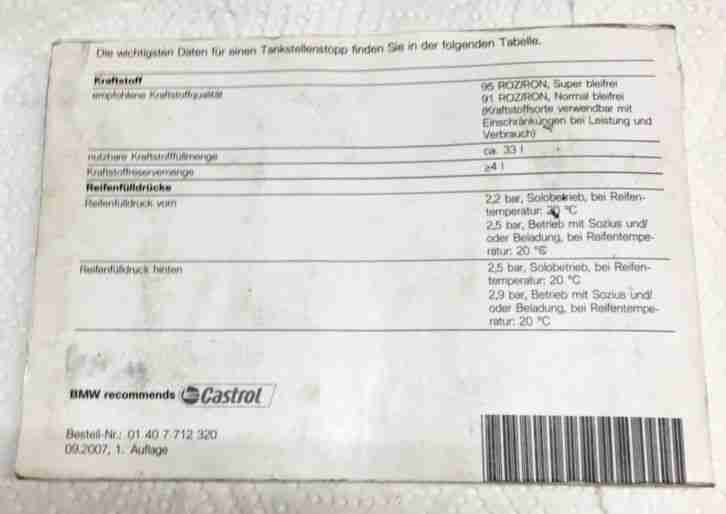 Die wichtigsten Daten für einen Tankstellenstopp finden Sie in der folgenden Tabelle.
Kraftstoff
empfohlene Kraftstoffqualität
95 ROZ/RON, Super bleifrei
91 ROZ/RON, Normal bleifrei
(Kraftstoffsorte verwendbar mit
Einschränkungen bei Leistung und
Verbrauch)
nutzbare Kraftstofffüllmenge
ca. 33 l
Kraftstoffreservemenge
≥4 l
Reifenfülldrücke
Reifenfülldruck vorn
2,2 bar, Solobetrieb, bei Reifen-
temperatur: 20 °C
2,5 bar, Betrieb mit Sozius und/
oder Beladung, bei Reifentempe-
ratur: 20 °C
Reifenfülldruck hinten
2,5 bar, Solobetrieb, bei Reifen-
temperatur: 20 °C
2,9 bar, Betrieb mit Sozius und/
oder Beladung, bei Reifentempe-
ratur: 20 °C
BMW recommends Castrol
Bestell-Nr.: 01 40 7 712 320
09.2007, 1. Auflage